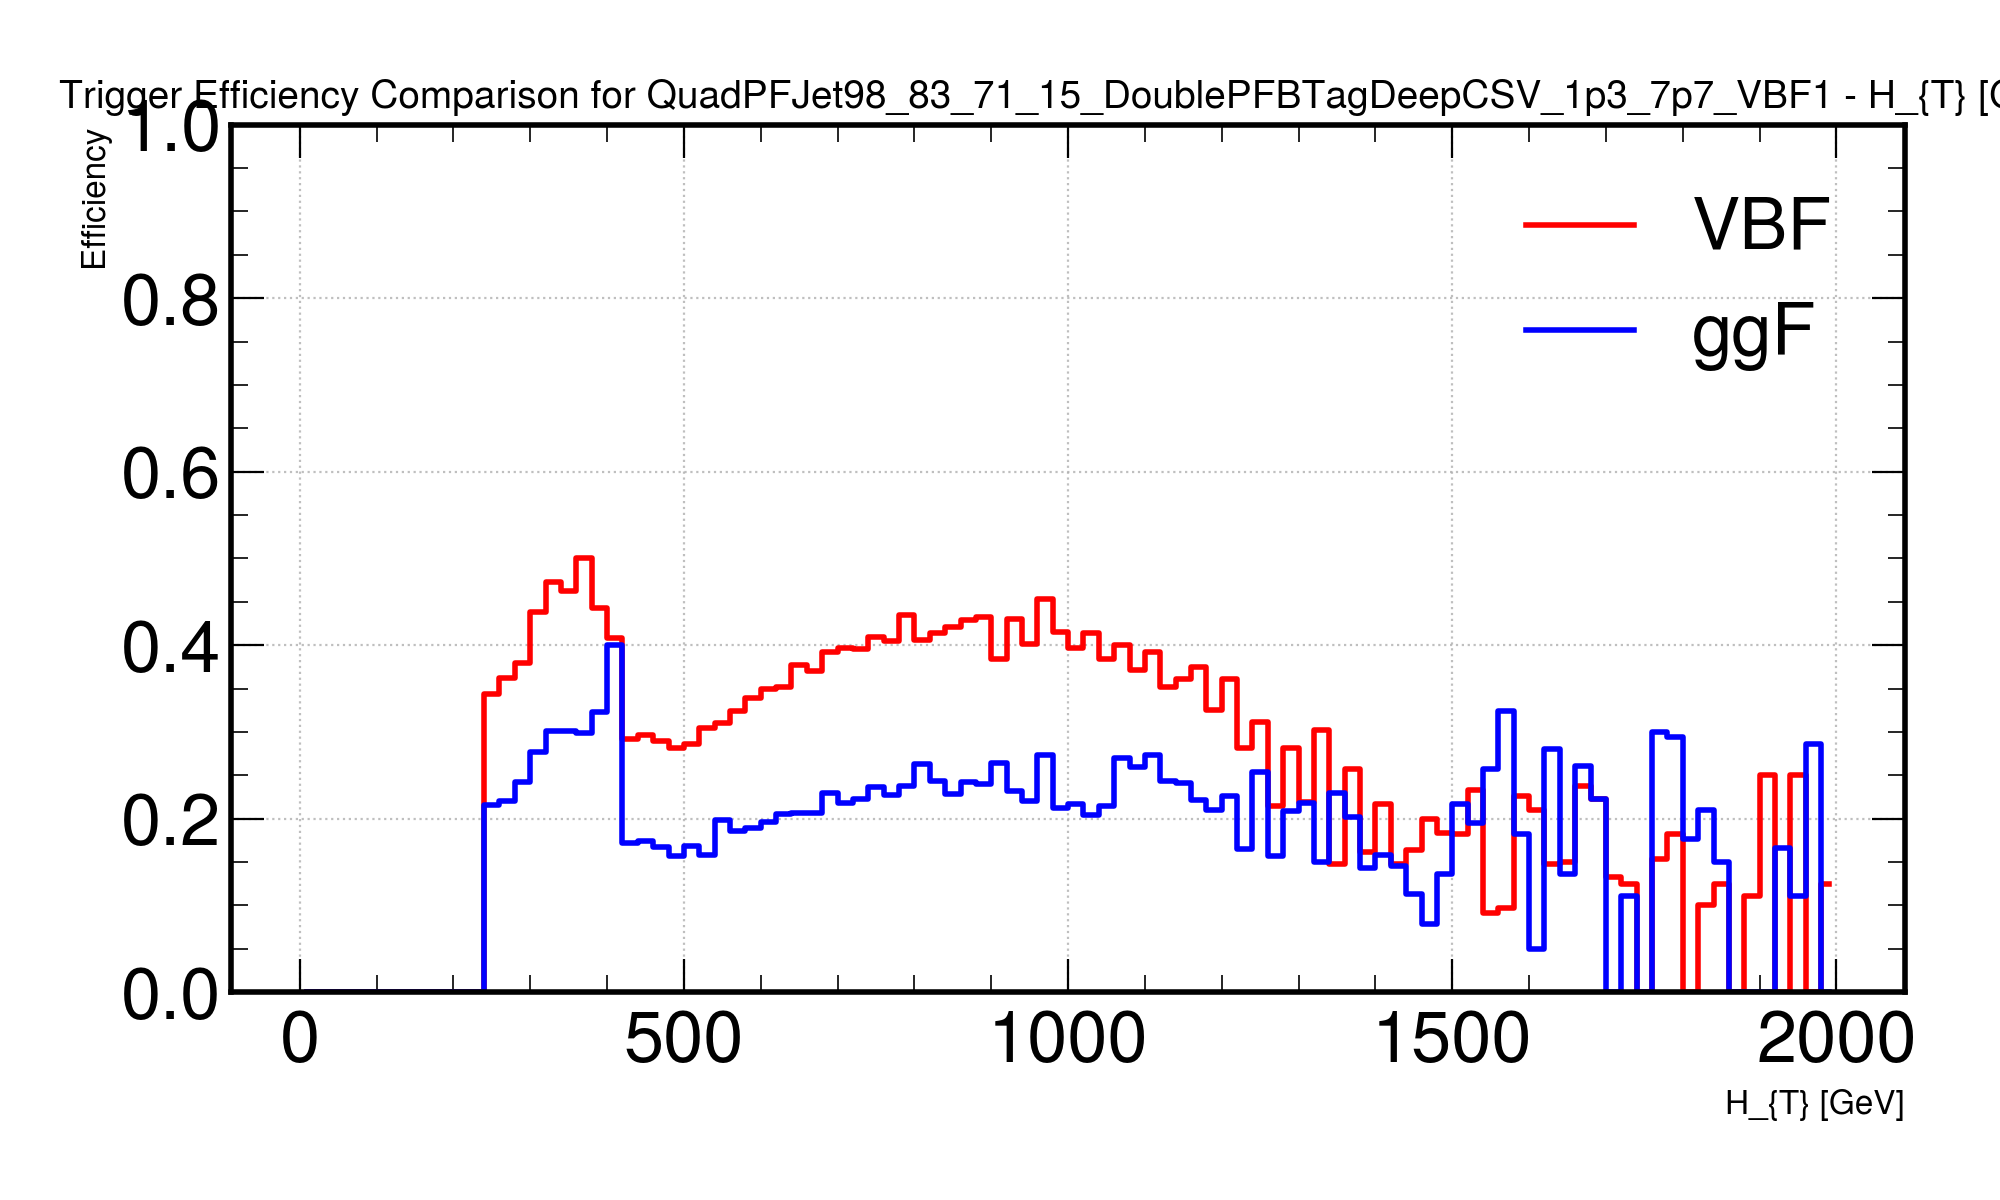 Trigger Efficiency Comparison for QuadPFJet98_83_71_15_DoublePFBTagDeepCSV_1p3_7p7_VBF1 - H_{T} [
1.0
Efficiency
VBF
0.8
ggF
0.6
0.4
0.2
0.0
0 500 1000 1500 2000
H_{T} [GeV]